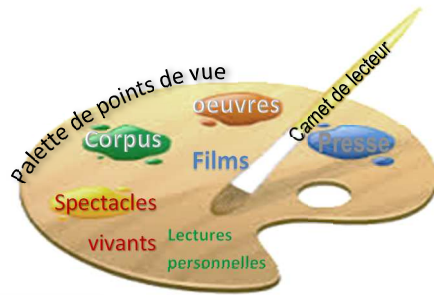 Palette de points de vue
Carnet de lecteur
oeuvres
Corpus
Presse
Films
Spectacles
vivants
Lectures
personnelles